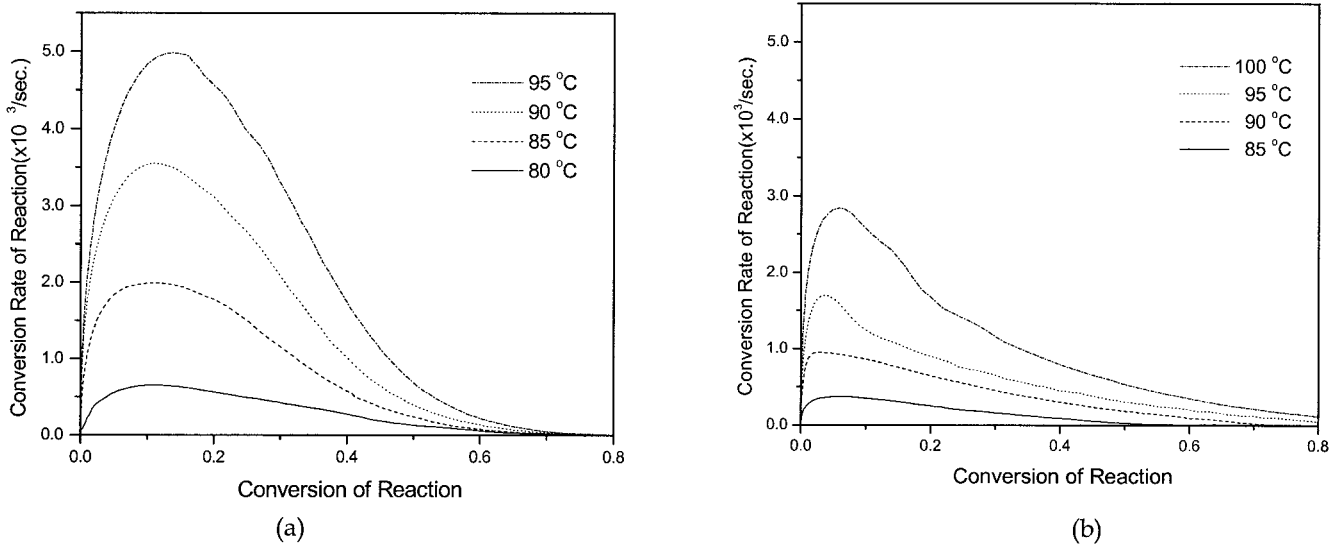 Conversion Rate of Reaction(x10 ³/sec.)
5.0
4.0
3.0
2.0
1.0
0.0
95 °C
90 °C
85 °C
80 °C
0.0 0.2 0.4 0.6 0.8
Conversion of Reaction
(a)
Conversion Rate of Reaction(x10³/sec.)
5.0
4.0
3.0
2.0
1.0
0.0
100 °C
95 °C
90 °C
85 °C
0.0 0.2 0.4 0.6 0.8
Conversion of Reaction
(b)